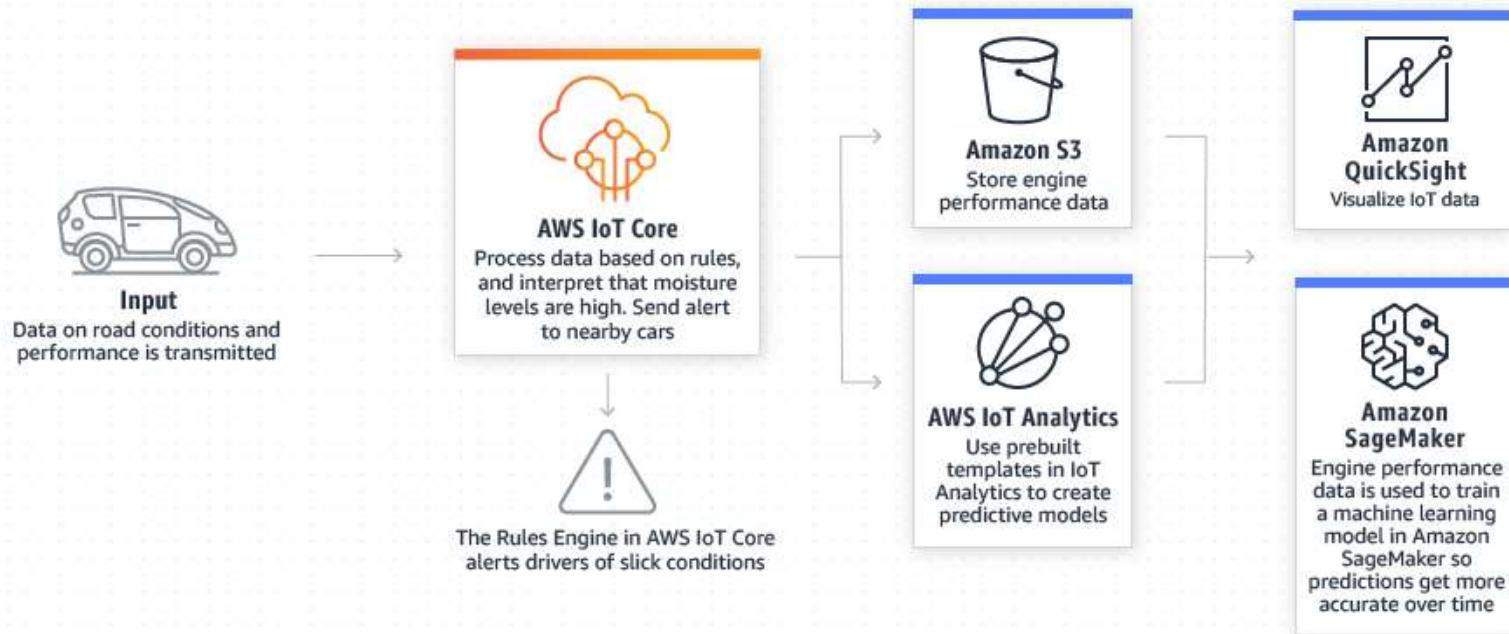 Input
Data on road conditions and
performance is transmitted
AWS IoT Core
Process data based on rules,
and interpret that moisture
levels are high. Send alert
to nearby cars
The Rules Engine in AWS IoT Core
alerts drivers of slick conditions
Amazon S3
Store engine
performance data
AWS IoT Analytics
Use prebuilt
templates in IoT
Analytics to create
predictive models
Amazon
QuickSight
Visualize IoT data
Amazon
SageMaker
Engine performance
data is used to train
a machine learning
model in Amazon
SageMaker so
predictions get more
accurate over time